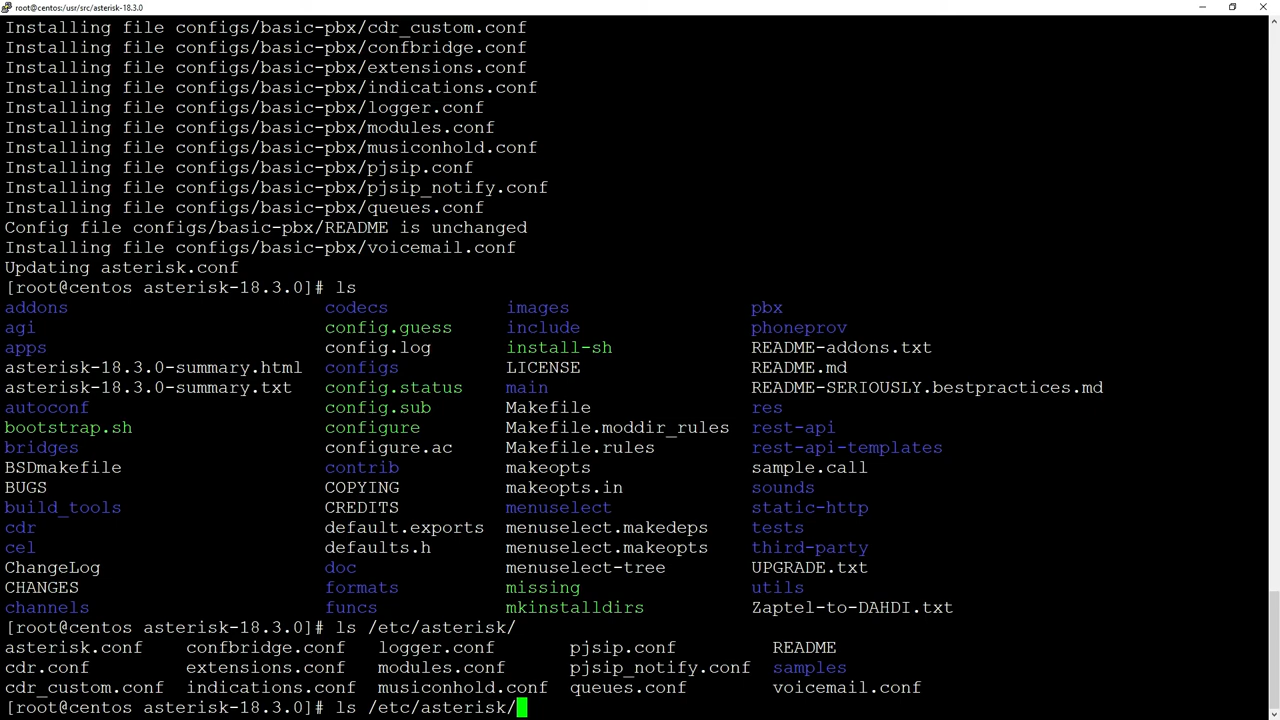 root@centos:/usr/src/asterisk-18.3.0
Installing file configs/basic-pbx/cdr_custom.conf
Installing file configs/basic-pbx/confbridge.conf
Installing file configs/basic-pbx/extensions.conf
Installing file configs/basic-pbx/indications.conf
Installing file configs/basic-pbx/logger.conf
Installing file configs/basic-pbx/modules.conf
Installing file configs/basic-pbx/musiconhold.conf
Installing file configs/basic-pbx/pjsip.conf
Installing file configs/basic-pbx/pjsip_notify.conf
Installing file configs/basic-pbx/queues.conf
Config file configs/basic-pbx/README is unchanged
Installing file configs/basic-pbx/voicemail.conf
Updating asterisk.conf
[root@centos asterisk-18.3.0]# ls
addons codecs images pbx
agi config.guess include phoneprov
apps config.log install-sh README-addons.txt
asterisk-18.3.0-summary.html configs LICENSE README.md
asterisk-18.3.0-summary.txt config.status main README-SERIOUSLY.bestpractices.md
autoconf config.sub Makefile res
bootstrap.sh configure Makefile.moddir_rules rest-api
bridges configure.ac Makefile.rules rest-api-templates
BSDmakefile contrib makeopts sample.call
BUGS COPYING makeopts.in sounds
build_tools CREDITS menuselect static-http
cdr default.exports menuselect.makedeps tests
cel defaults.h menuselect.makeopts third-party
ChangeLog doc menuselect-tree UPGRADE.txt
CHANGES formats missing utils
channels funcs mkinstalldirs Zaptel-to-DAHDI.txt
[root@centos asterisk-18.3.0]# ls /etc/asterisk/
asterisk.conf confbridge.conf logger.conf pjsip.conf README
cdr.conf extensions.conf modules.conf pjsip_notify.conf samples
cdr_custom.conf indications.conf musiconhold.conf queues.conf voicemail.conf
[root@centos asterisk-18.3.0]# ls /etc/asterisk/